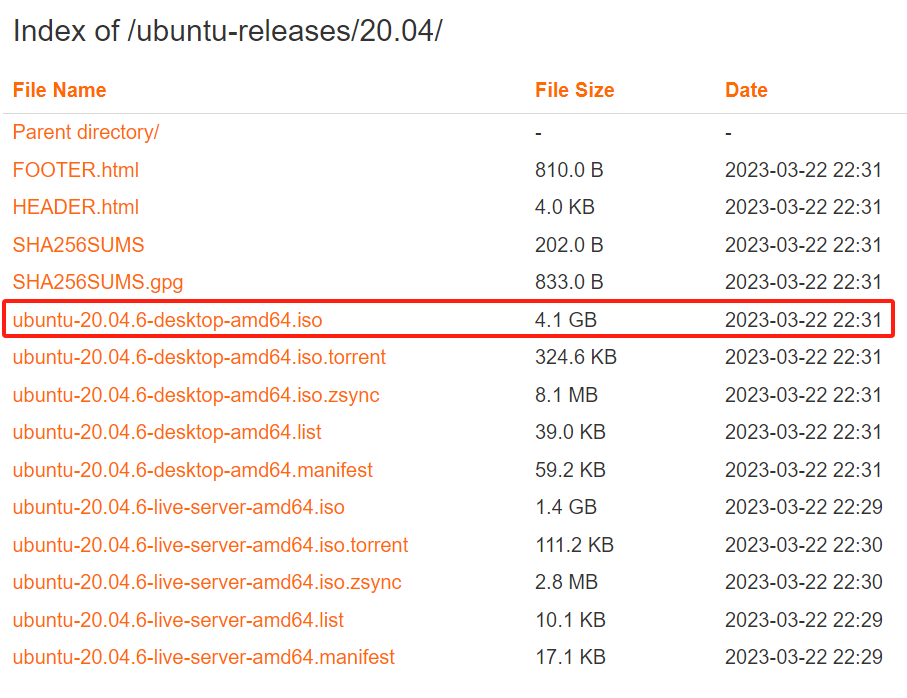 Index of /ubuntu-releases/20.04/
File Name File Size Date
Parent directory/ - -
FOOTER.html 810.0 B 2023-03-22 22:31
HEADER.html 4.0 KB 2023-03-22 22:31
SHA256SUMS 202.0 B 2023-03-22 22:31
SHA256SUMS.gpg 833.0 B 2023-03-22 22:31
ubuntu-20.04.6-desktop-amd64.iso 4.1 GB 2023-03-22 22:31
ubuntu-20.04.6-desktop-amd64.iso.torrent 324.6 KB 2023-03-22 22:31
ubuntu-20.04.6-desktop-amd64.iso.zsync 8.1 MB 2023-03-22 22:31
ubuntu-20.04.6-desktop-amd64.list 39.0 KB 2023-03-22 22:31
ubuntu-20.04.6-desktop-amd64.manifest 59.2 KB 2023-03-22 22:31
ubuntu-20.04.6-live-server-amd64.iso 1.4 GB 2023-03-22 22:29
ubuntu-20.04.6-live-server-amd64.iso.torrent 111.2 KB 2023-03-22 22:30
ubuntu-20.04.6-live-server-amd64.iso.zsync 2.8 MB 2023-03-22 22:30
ubuntu-20.04.6-live-server-amd64.list 10.1 KB 2023-03-22 22:29
ubuntu-20.04.6-live-server-amd64.manifest 17.1 KB 2023-03-22 22:29